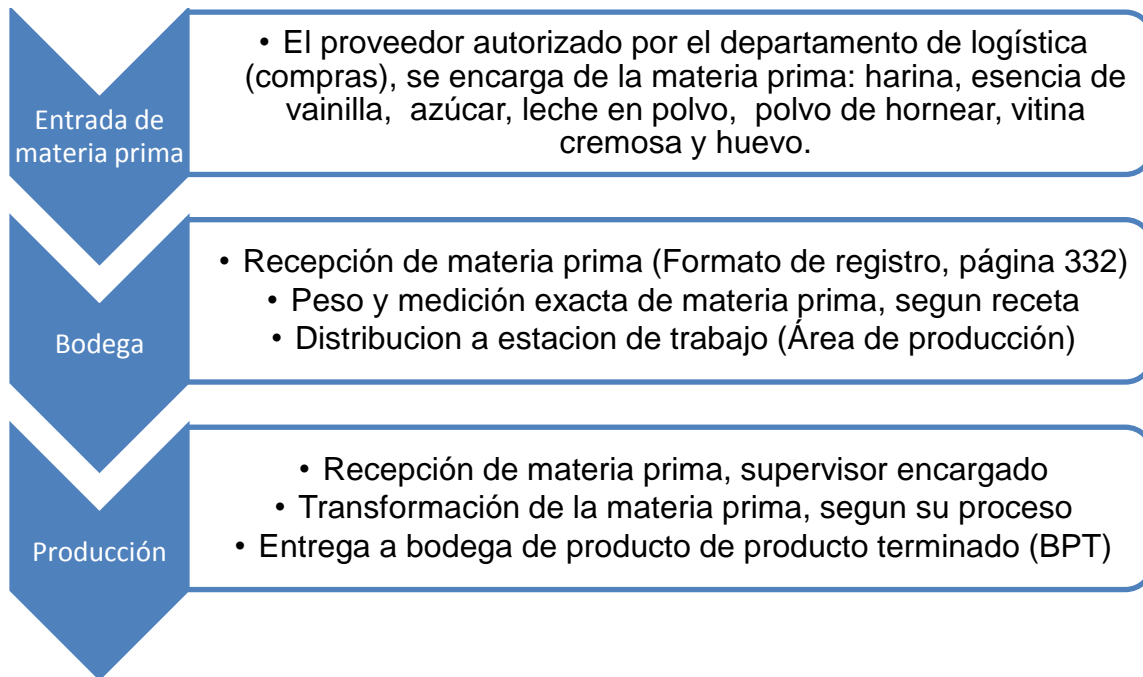 Entrada de
materia prima
• El proveedor autorizado por el departamento de logística
(compras), se encarga de la materia prima: harina, esencia de
vainilla, azúcar, leche en polvo, polvo de hornear, vitina
cremosa y huevo.
Bodega
• Recepción de materia prima (Formato de registro, página 332)
• Peso y medición exacta de materia prima, segun receta
• Distribucion a estacion de trabajo (Área de producción)
Producción
• Recepción de materia prima, supervisor encargado
• Transformación de la materia prima, segun su proceso
• Entrega a bodega de producto de producto terminado (BPT)